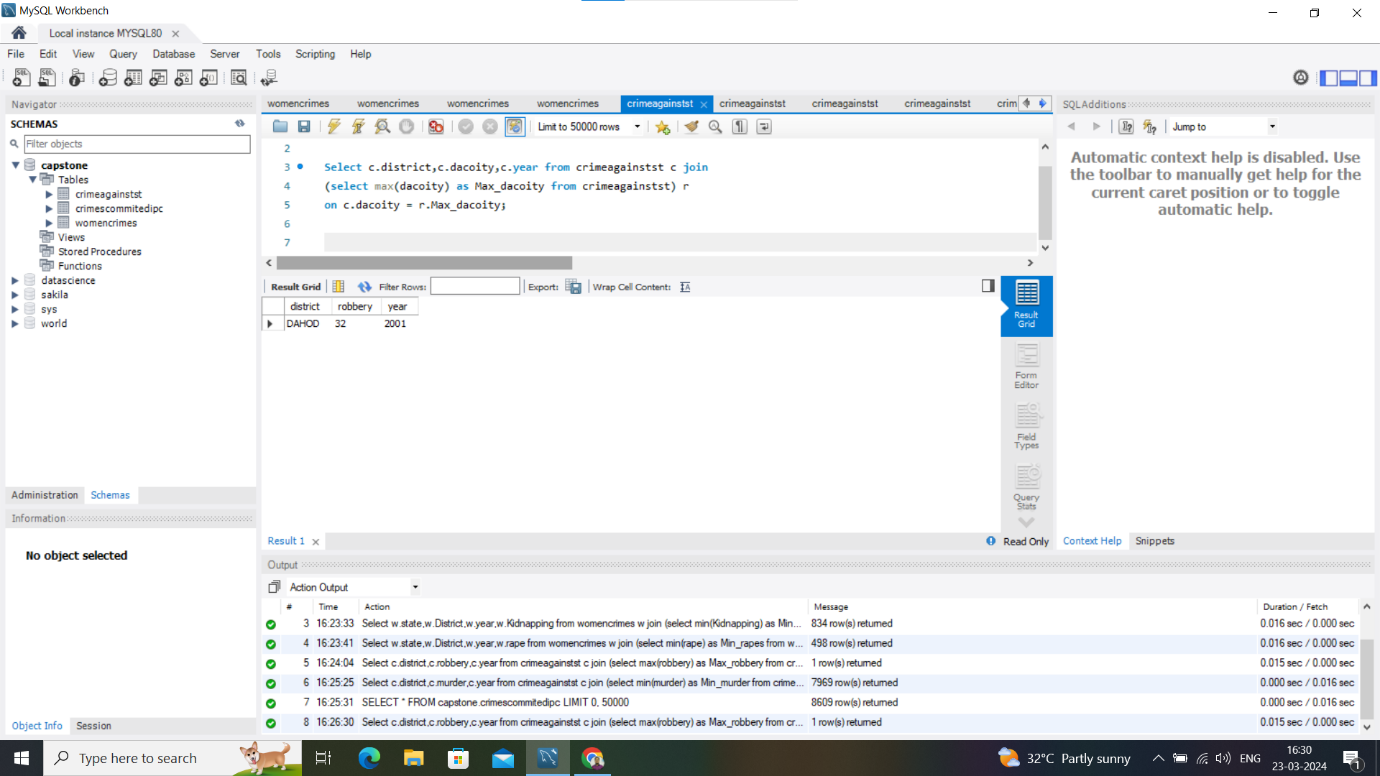 MySQL Workbench
Local instance MYSQL80
File Edit View Query Database Server Tools Scripting Help
Navigator
SCHEMAS
Filter objects
capstone
Tables
crimeagainstst
crimescommitedipc
womencrimes
Views
Stored Procedures
Functions
datascience
sakila
sys
world
Administration Schemas
Information
No object selected
Object Info Session
womencrimes womencrimes womencrimes womencrimes crimeagainstst crimeagainstst crimeagainstst crimeagainstst crim
Limit to 50000 rows
2
3 Select c.district,c.dacoity,c.year from crimeagainstst c join
4 (select max(dacoity) as Max_dacoity from crimeagainstst) r
5 on c.dacoity = r.Max_dacoity;
6
7
Result Grid Filter Rows: Export: Wrap Cell Content:
district robbery year
DAHOD 32 2001
Result Grid
Form Editor
Field Types
Query Stats
Result 1
Read Only
SQLAdditions
Jump to
Automatic context help is disabled. Use
the toolbar to manually get help for the
current caret position or to toggle
automatic help.
Context Help Snippets
Output
Action Output
# Time Action Message Duration / Fetch
3 16:23:33 Select w.state,w.District,w.year,w.Kidnapping from womencrimes w join (select min(Kidnapping) as Min... 834 row(s) returned 0.016 sec / 0.000 sec
4 16:23:41 Select w.state,w.District,w.year,w.rape from womencrimes w join (select min(rape) as Min_rapes from w... 498 row(s) returned 0.016 sec / 0.000 sec
5 16:24:04 Select c.district,c.robbery,c.year from crimeagainstst c join (select max(robbery) as Max_robbery from cr... 1 row(s) returned 0.015 sec / 0.000 sec
6 16:25:25 Select c.district,c.murder,c.year from crimeagainstst c join (select min(murder) as Min_murder from crime... 7969 row(s) returned 0.000 sec / 0.016 sec
7 16:25:31 SELECT * FROM capstone.crimescommitedipc LIMIT 0, 50000 8609 row(s) returned 0.000 sec / 0.016 sec
8 16:26:30 Select c.district,c.robbery,c.year from crimeagainstst c join (select max(robbery) as Max_robbery from cr... 1 row(s) returned 0.015 sec / 0.000 sec
Type here to search
32°C Partly sunny
ENG
16:30
23-03-2024
1